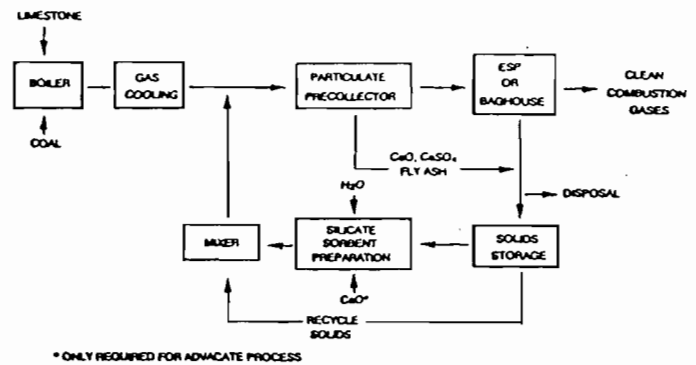 LIMESTONE
BOILER
COAL
GAS
COOLING
PARTICULATE
PRECOLLECTOR
ESP
OR
BAGHOUSE
CLEAN
COMBUSTION
GASES
CaO, CaSO₄
FLY ASH
H₂O
DISPOSAL
MIXER
SILICATE
SORBENT
PREPARATION
SOLIDS
STORAGE
CaO*
RECYCLE
SOLIDS
* ONLY REQUIRED FOR ADVACATE PROCESS